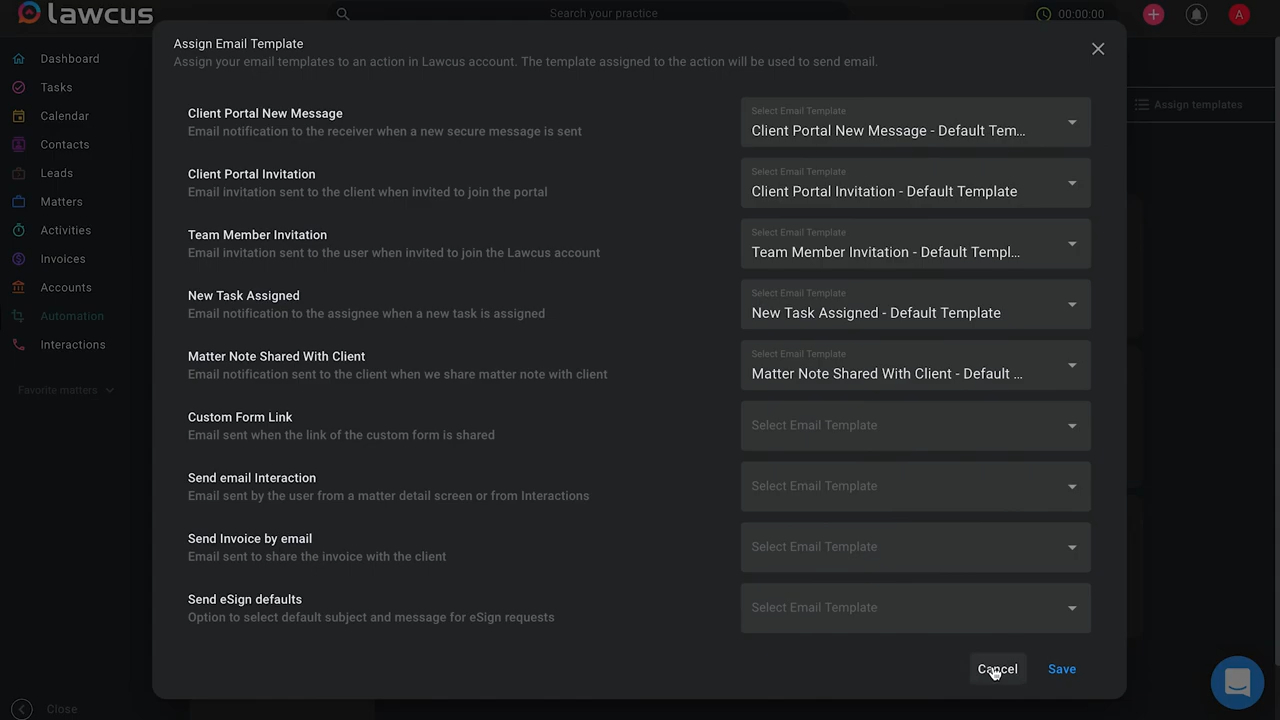 lawcus
Search your practice
00:00:00
A
Dashboard
Tasks
Calendar
Contacts
Leads
Matters
Activities
Invoices
Accounts
Automation
Interactions
Favorite matters
Close
Assign templates
Assign Email Template
Assign your email templates to an action in Lawcus account. The template assigned to the action will be used to send email.
Client Portal New Message
Email notification to the receiver when a new secure message is sent
Select Email Template
Client Portal New Message - Default Tem...
Client Portal Invitation
Email invitation sent to the client when invited to join the portal
Select Email Template
Client Portal Invitation - Default Template
Team Member Invitation
Email invitation sent to the user when invited to join the Lawcus account
Select Email Template
Team Member Invitation - Default Templ...
New Task Assigned
Email notification to the assignee when a new task is assigned
Select Email Template
New Task Assigned - Default Template
Matter Note Shared With Client
Email notification sent to the client when we share matter note with client
Select Email Template
Matter Note Shared With Client - Default ...
Custom Form Link
Email sent when the link of the custom form is shared
Select Email Template
Send email Interaction
Email sent by the user from a matter detail screen or from Interactions
Select Email Template
Send Invoice by email
Email sent to share the invoice with the client
Select Email Template
Send eSign defaults
Option to select default subject and message for eSign requests
Select Email Template
Cancel
Save